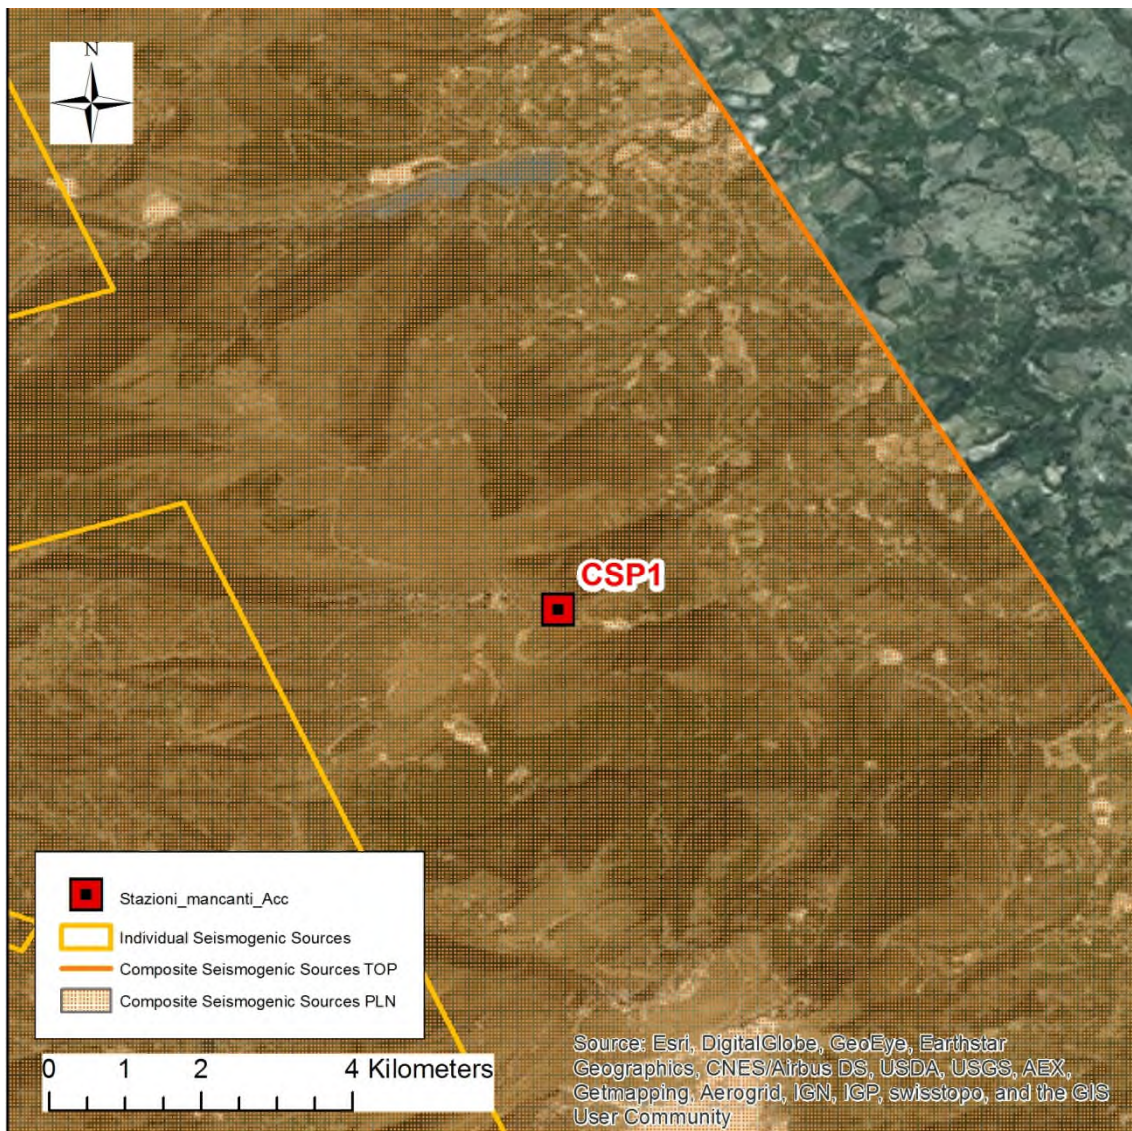 N
CSP1
Stazioni_mancanti_Acc
Individual Seismogenic Sources
Composite Seismogenic Sources TOP
Composite Seismogenic Sources PLN
0 1 2 4 Kilometers
Source: Esri, DigitalGlobe, GeoEye, Earthstar
Geographics, CNES/Airbus DS, USDA, USGS, AEX,
Getmapping, Aerogrid, IGN, IGP, swisstopo, and the GIS
User Community